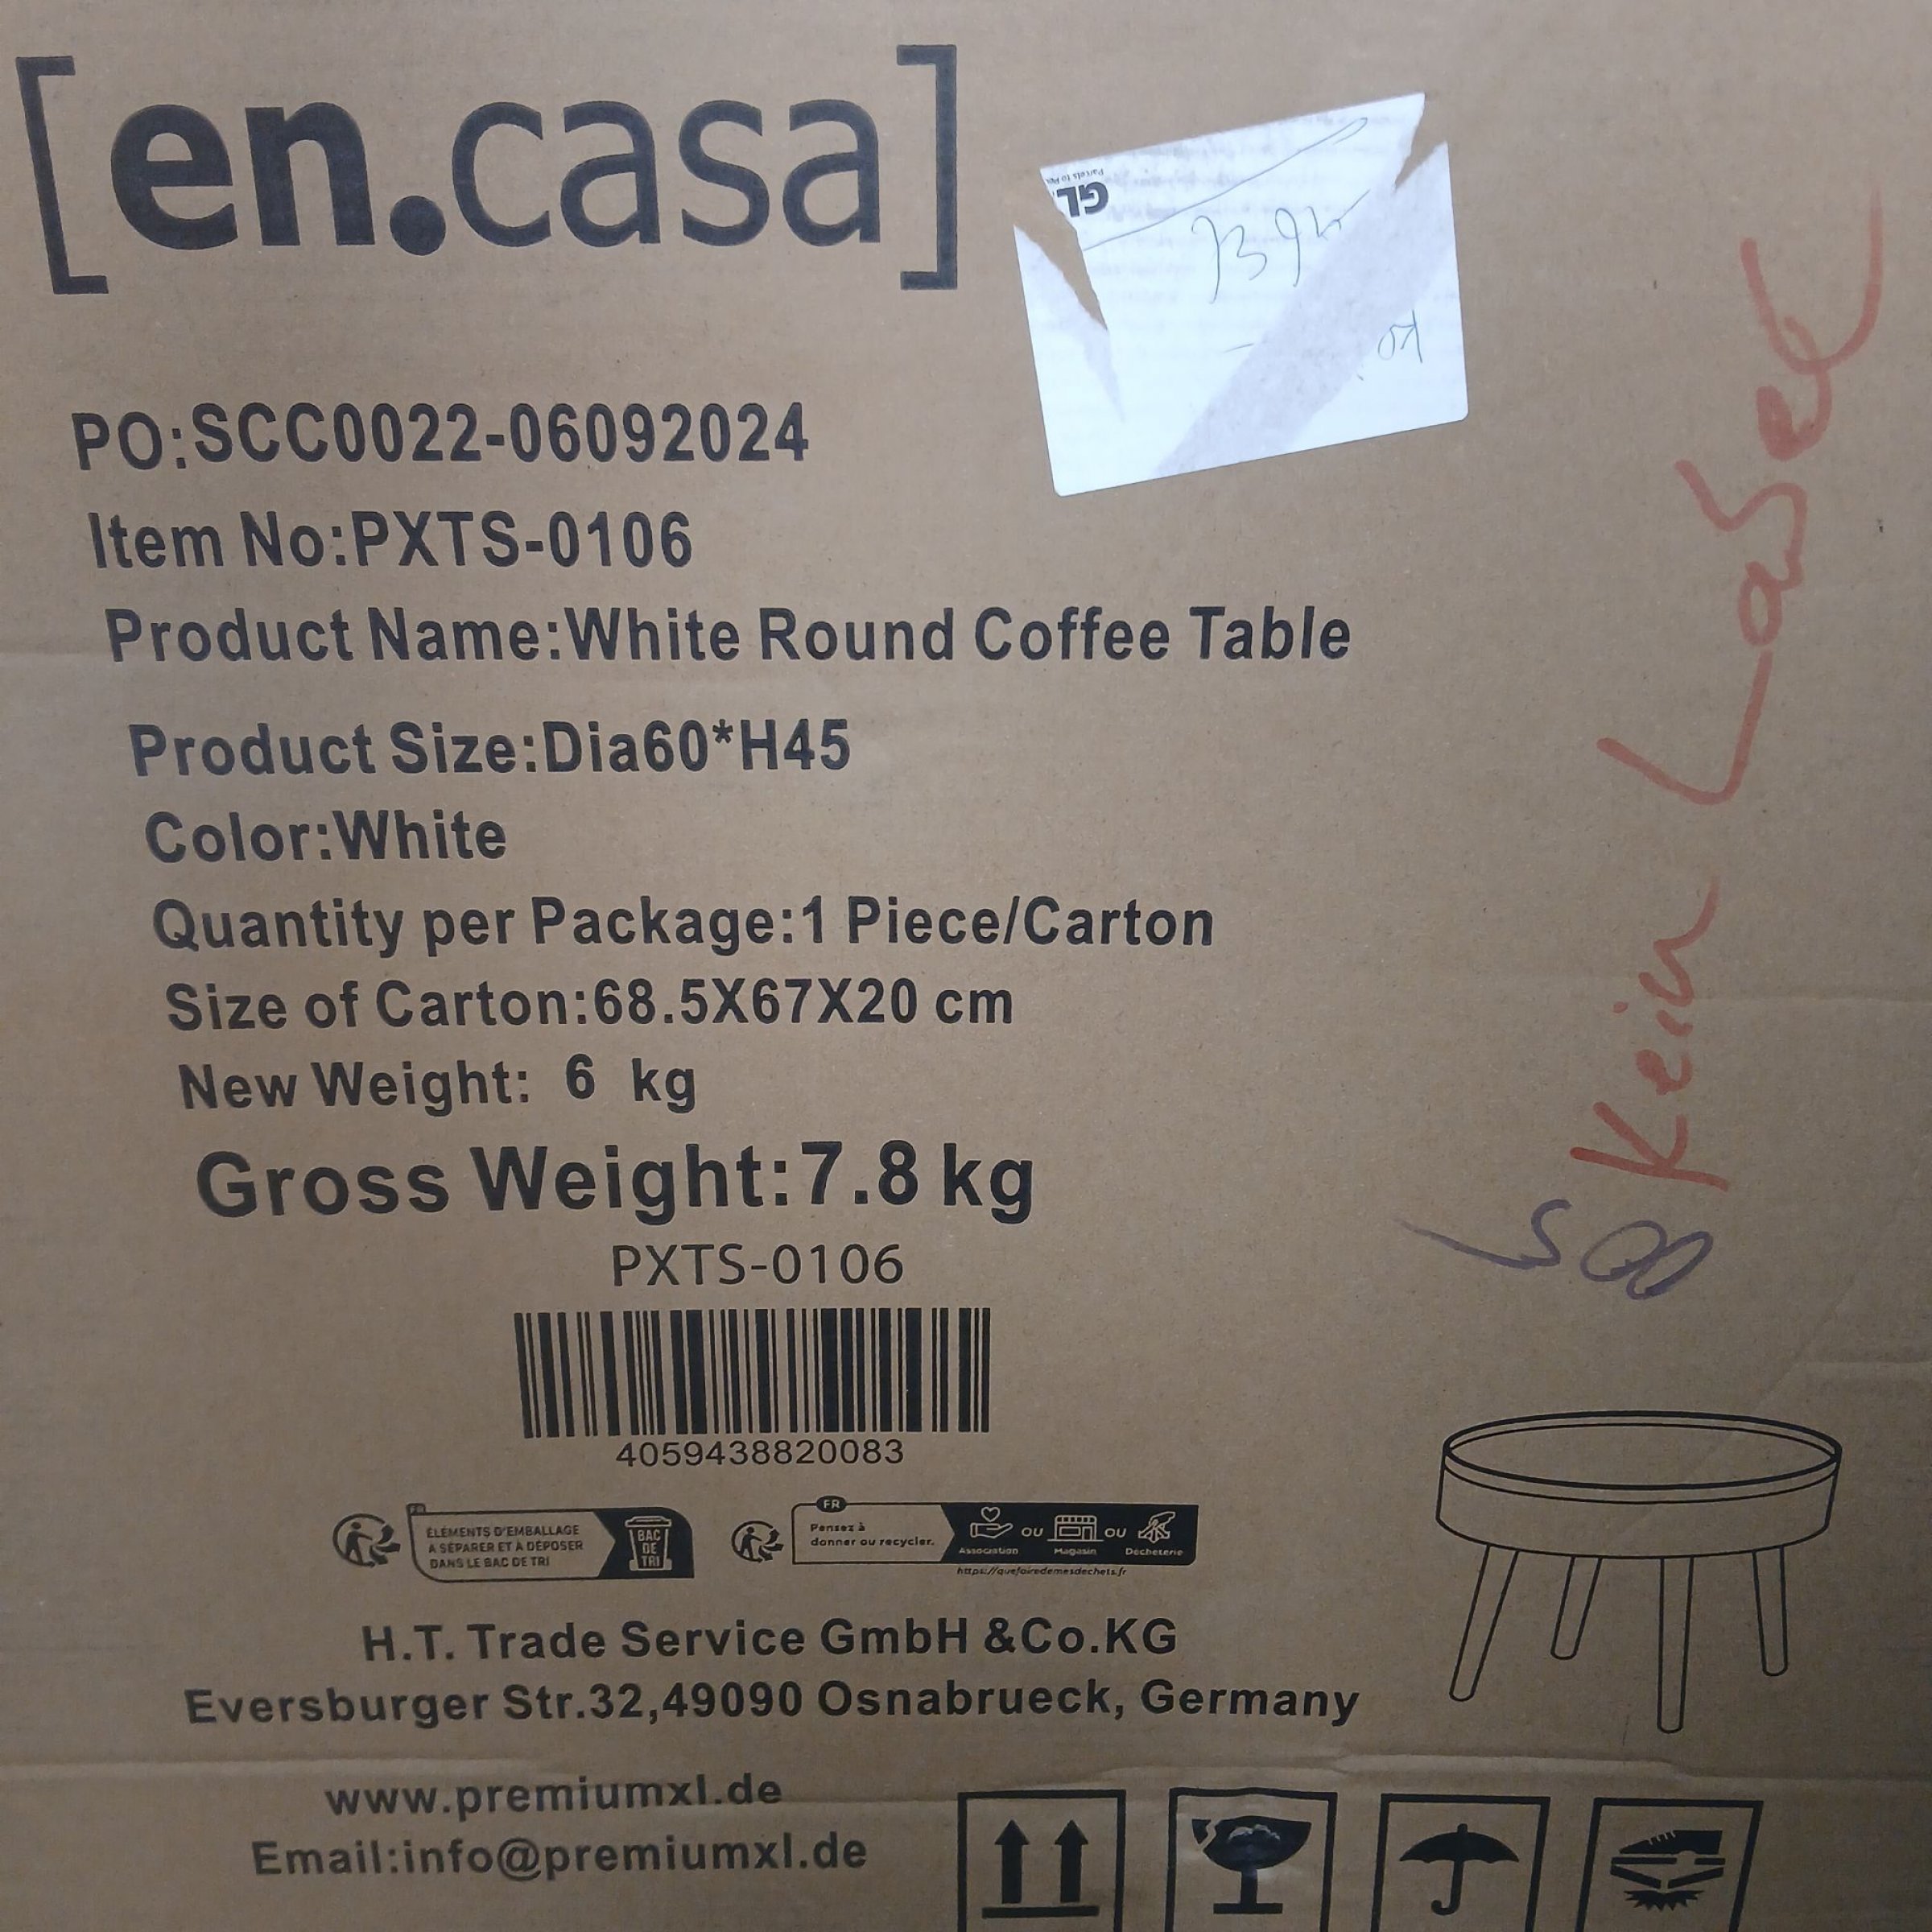 [en.casa]
PO:SCC0022-06092024
Item No:PXTS-0106
Product Name:White Round Coffee Table
Product Size:Dia60*H45
Color:White
Quantity per Package:1 Piece/Carton
Size of Carton:68.5X67X20 cm
New Weight: 6 kg
Gross Weight:7.8 kg
PXTS-0106
4059438820083
FR
ÉLÉMENTS D'EMBALLAGE
À SÉPARER ET À DÉPOSER
DANS LE BAC DE TRI
BAC
DE
TRI
FR
Pensez à
donner ou recycler.
OU
OU
Association
Magasin
Déchèterie
https://quefairedemesdechets.fr
H.T. Trade Service GmbH &Co.KG
Eversburger Str.32,49090 Osnabrueck, Germany
www.premiumxl.de
Email:info@premiumxl.de
GL
Parcels to
Kein